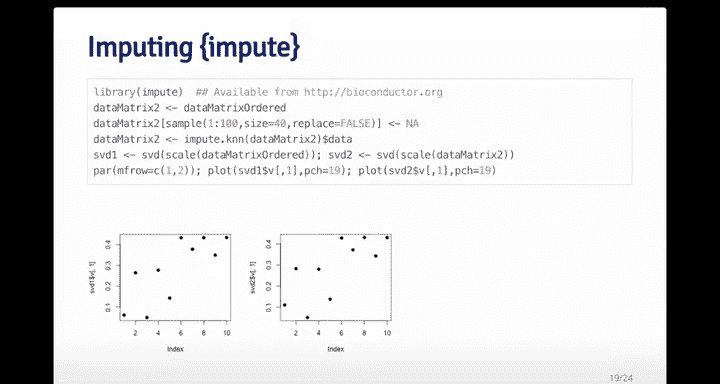 Imputing {impute}
library(impute)  ## Available from http://bioconductor.org
dataMatrix2 <- dataMatrixOrdered
dataMatrix2[sample(1:100,size=40,replace=FALSE)] <- NA
dataMatrix2 <- impute.knn(dataMatrix2)$data
svd1 <- svd(scale(dataMatrixOrdered)); svd2 <- svd(scale(dataMatrix2))
par(mfrow=c(1,2)); plot(svd1$v[,1],pch=19); plot(svd2$v[,1],pch=19)
svd1$v[, 1]
0.1 0.2 0.3 0.4
2 4 6 8 10
Index
svd2$v[, 1]
0.1 0.2 0.3 0.4
2 4 6 8 10
Index
19/24